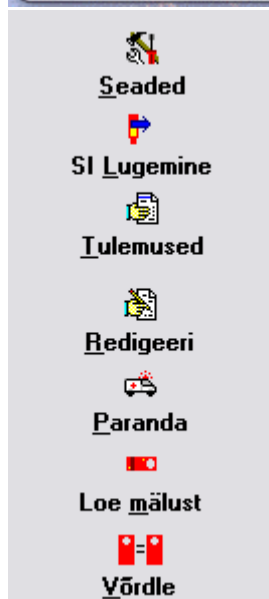 Seaded
SI Lugemine
Tulemused
Redigeeri
Paranda
Loe mälust
Võrdle